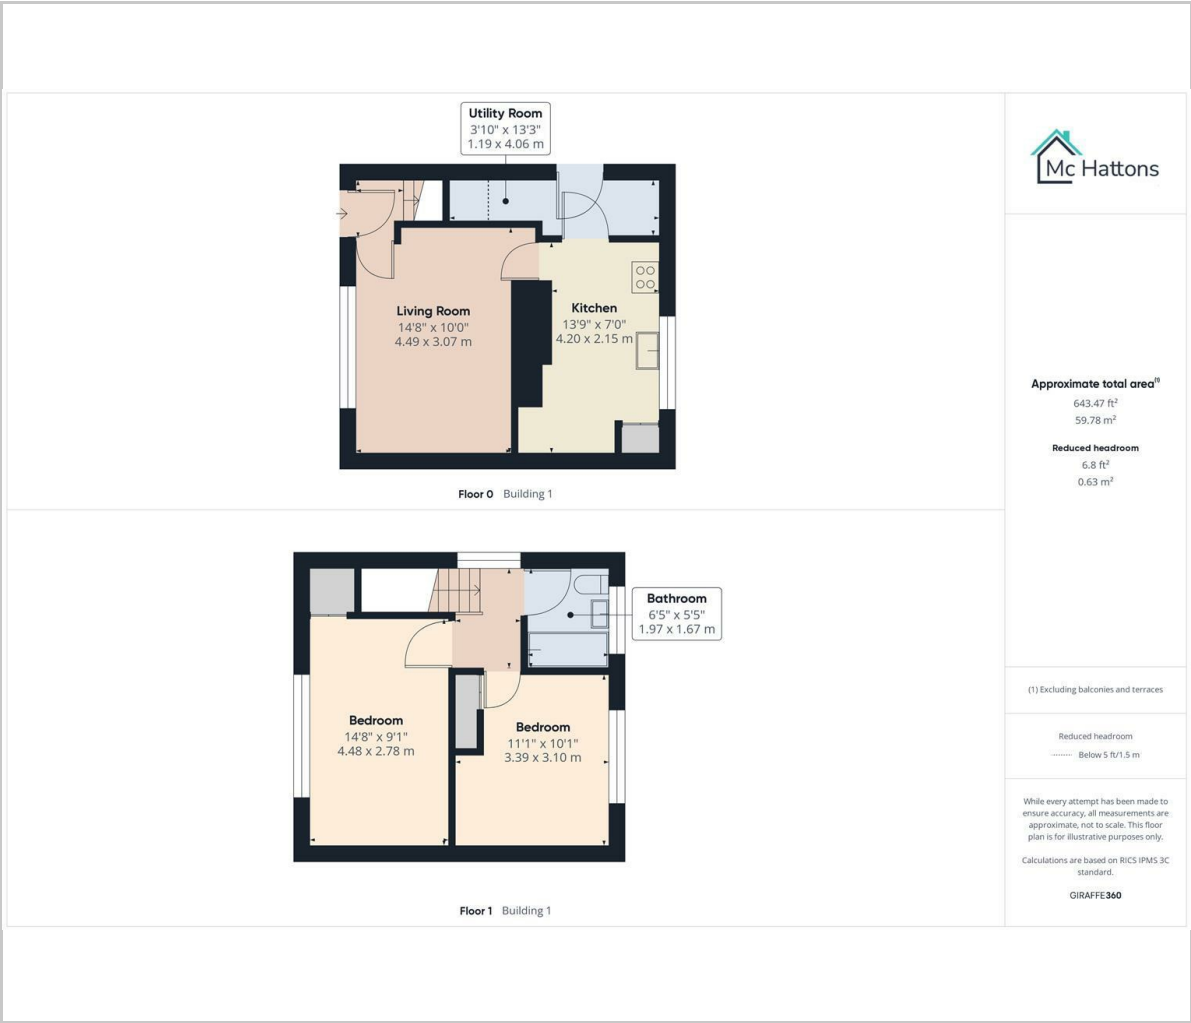 Utility Room
3'10" x 13'3"
1.19 x 4.06 m
Living Room
14'8" x 10'0"
4.49 x 3.07 m
Kitchen
13'9" x 7'0"
4.20 x 2.15 m
Floor 0 Building 1
Bathroom
6'5" x 5'5"
1.97 x 1.67 m
Bedroom
14'8" x 9'1"
4.48 x 2.78 m
Bedroom
11'1" x 10'1"
3.39 x 3.10 m
Floor 1 Building 1
Mc Hattons
Approximate total area(1)
643.47 ft²
59.78 m²
Reduced headroom
6.8 ft²
0.63 m²
(1) Excluding balconies and terraces
Reduced headroom
Below 5 ft/1.5 m
While every attempt has been made to
ensure accuracy, all measurements are
approximate, not to scale. This floor
plan is for illustrative purposes only.
Calculations are based on RICS IPMS 3C
standard.
GIRAFFE360